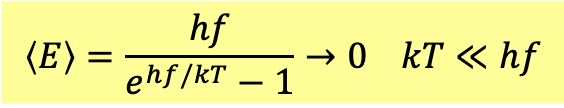 ⟨E⟩ = hf / (e^{hf/kT} − 1) → 0 kT ≪ hf